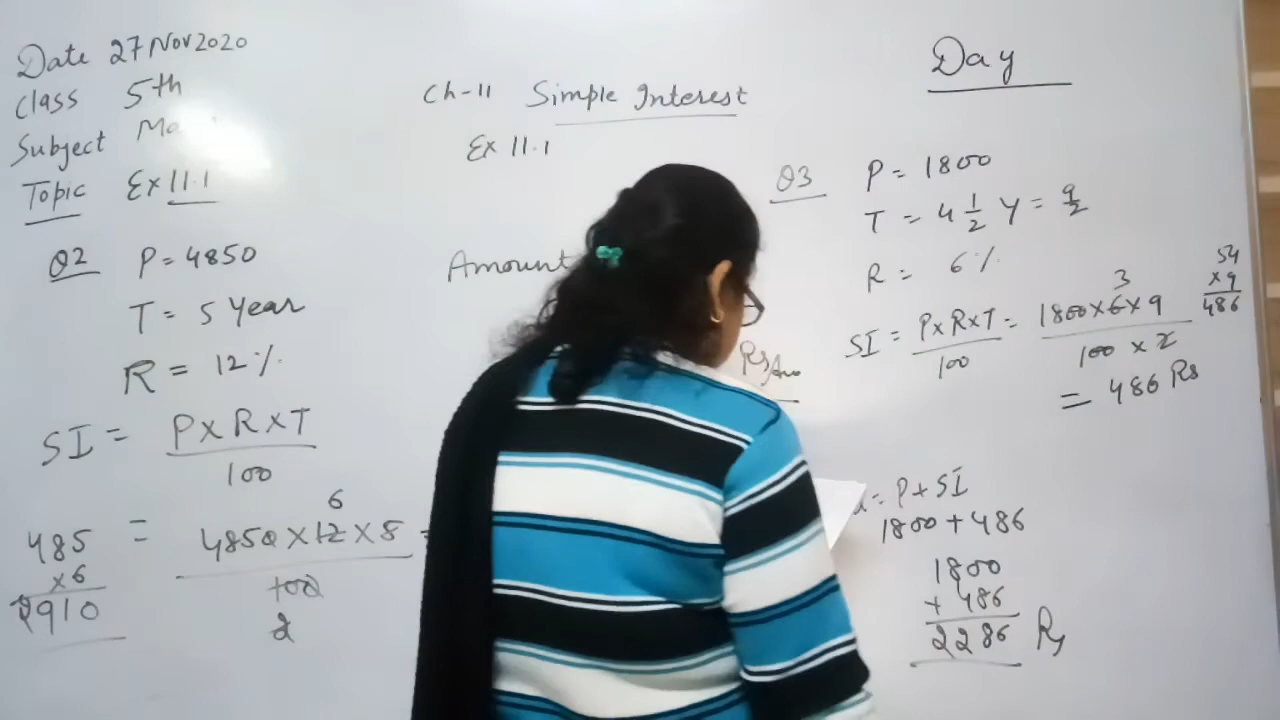 Date 27 Nov 2020
Class 5th
Subject
Topic Ex 11.1
Q2 P = 4850
T = 5 Year
R = 12%
SI = P×R×T
100
6
= 4850 × 12 × 5 =
100
2
485
×6
2910
Ch-11 Simple Interest
Ex 11.1
Amount
Rs Ans
Day
Q3 P = 1800
T = 4 1/2 Y = 9/2
R = 6%
SI = P×R×T = 1800×6×9
100 100 × 2
3
= 486 Rs
54
×9
486
= P + SI
1800 + 486
1800
+ 486
2286 Rs